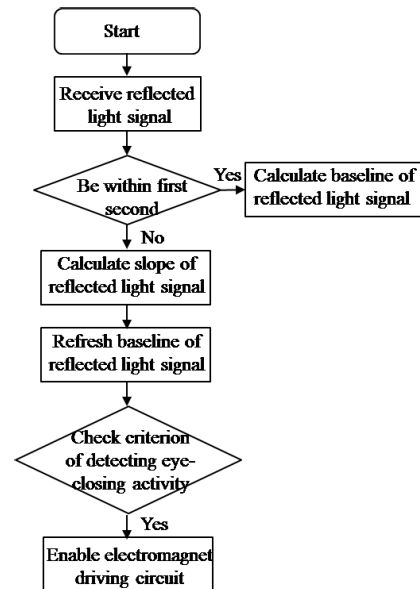 Start
Receive reflected
light signal
Be within first
second
Yes
Calculate baseline of
reflected light signal
No
Calculate slope of
reflected light signal
Refresh baseline of
reflected light signal
Check criterion
of detecting eye-
closing activity
Yes
Enable electromagnet
driving circuit